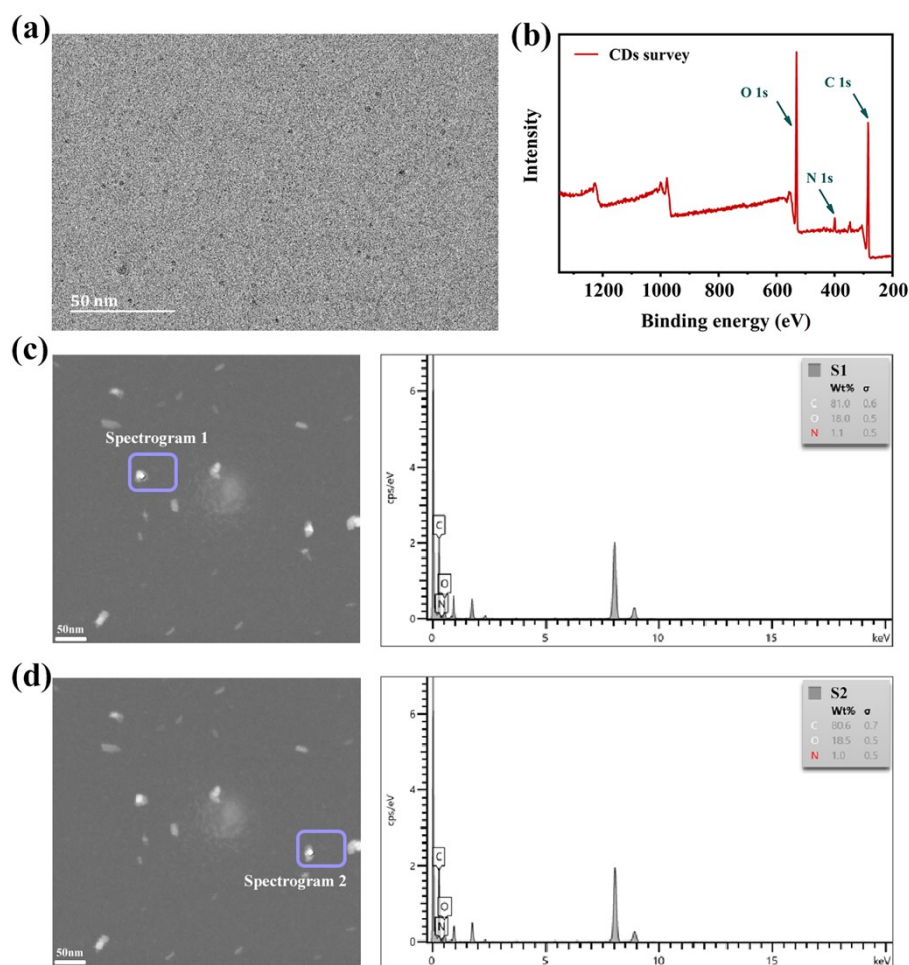 (a)
50 nm
(b)
CDs survey
O 1s
C 1s
N 1s
Intensity
1200 1000 800 600 400 200
Binding energy (eV)
(c)
Spectrogram 1
50nm
S1
Wt% σ
C 81.0 0.6
O 18.0 0.5
N 1.1 0.5
6
4
cps/eV
2
C
O
N
0
0 5 10 15 keV
(d)
Spectrogram 2
50nm
S2
Wt% σ
C 80.6 0.7
O 18.5 0.5
N 1.0 0.5
6
4
cps/eV
2
C
O
N
0
0 5 10 15 keV